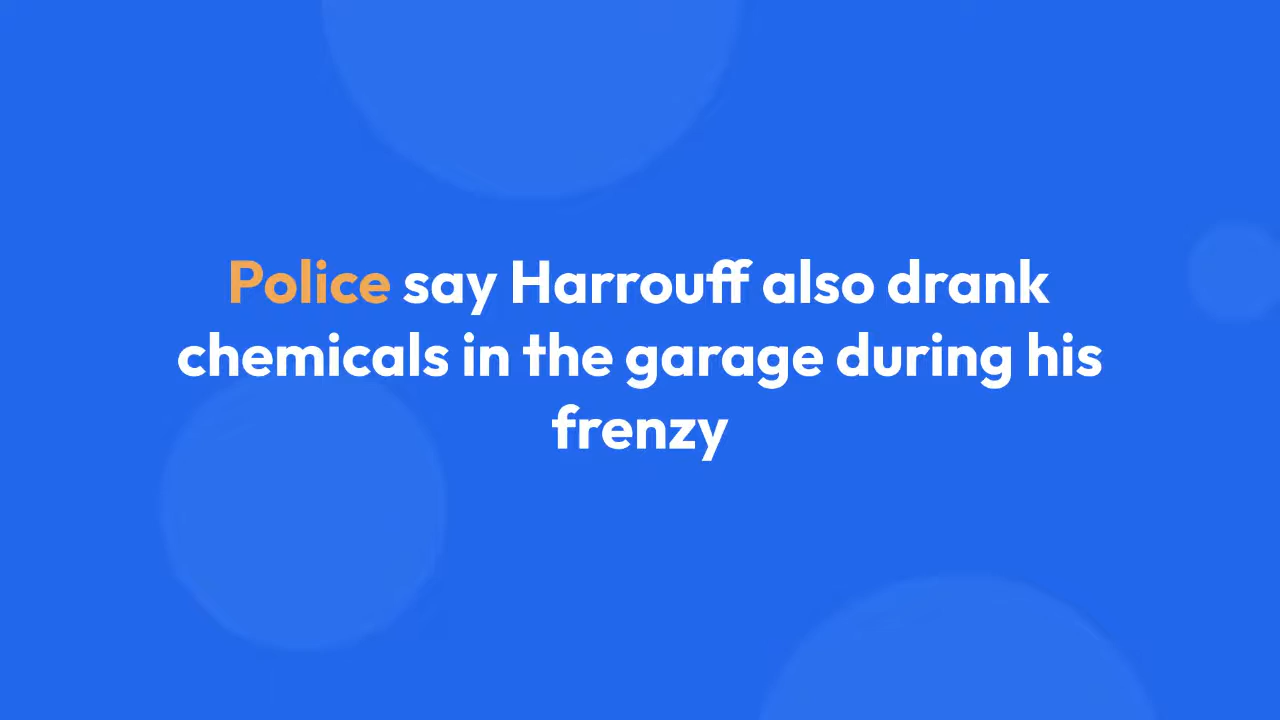 Police say Harrouff also drank
chemicals in the garage during his
frenzy